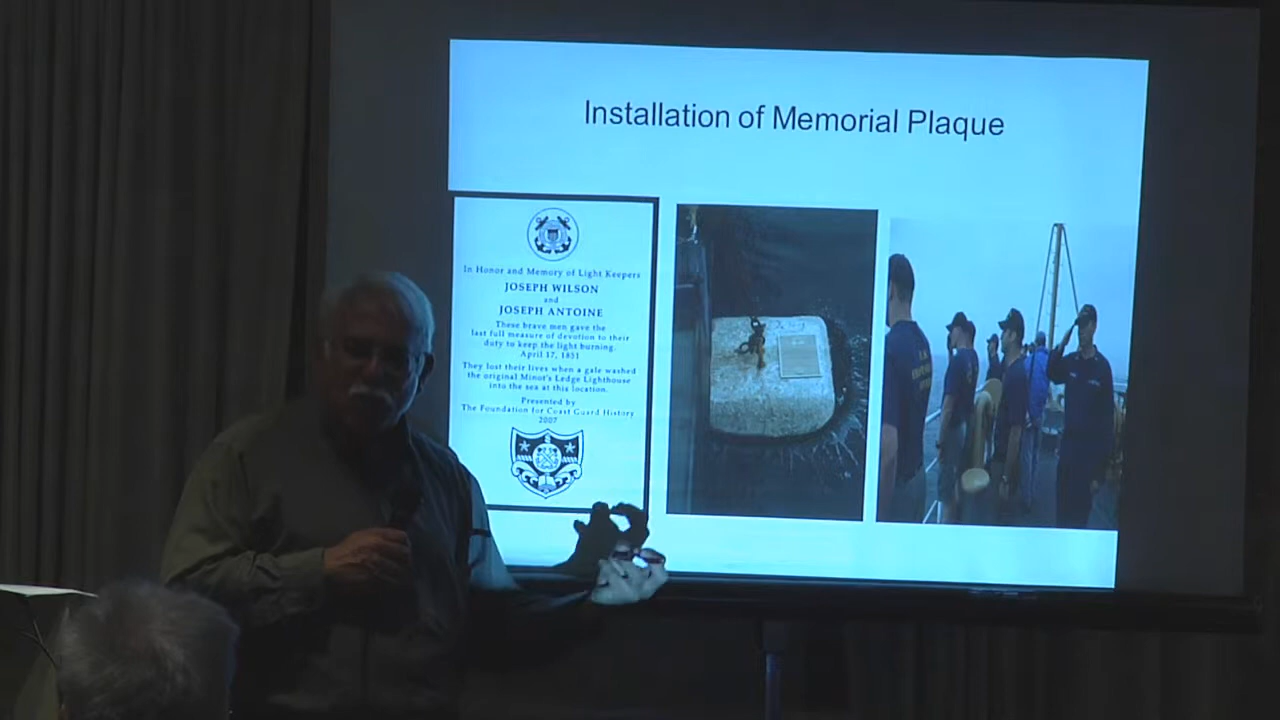 Installation of Memorial Plaque
In Honor and Memory of Light Keepers
JOSEPH WILSON
and
JOSEPH ANTOINE
These brave men gave the
last full measure of devotion to their
duty to keep the light burning.
April 17, 1851
They lost their lives when a gale washed
the original Minot's Ledge Lighthouse
into the sea at this location.
Presented by
The Foundation for Coast Guard History
2007